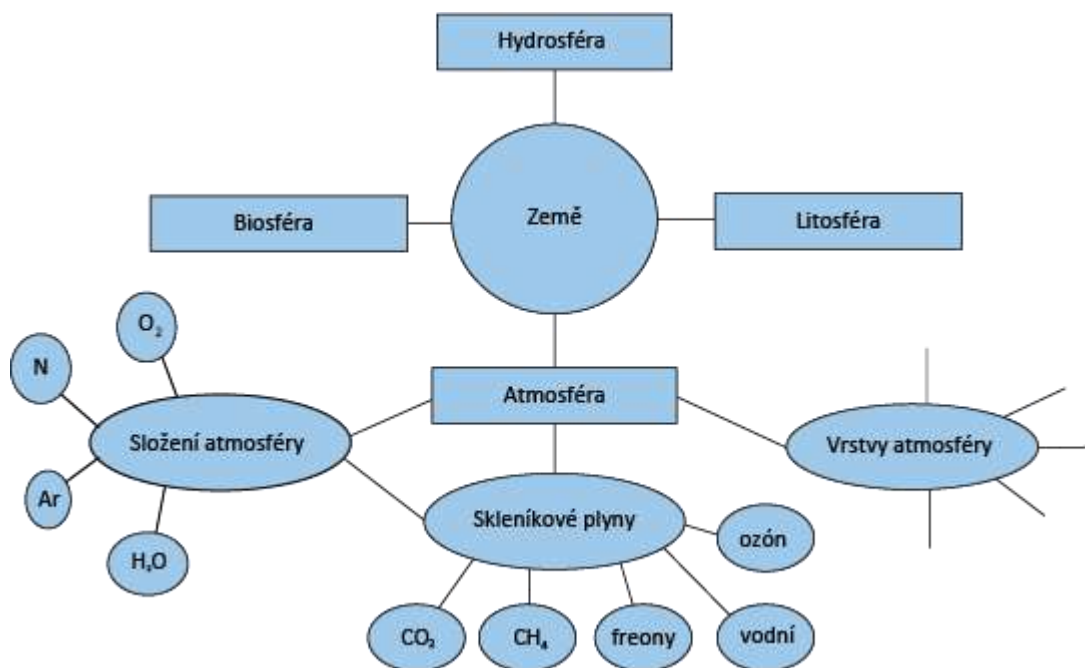 Hydrosféra
Biosféra
Země
Litosféra
O₂
N
Atmosféra
Složení atmosféry
Vrstvy atmosféry
Ar
Skleníkové plyny
ozón
H₂O
CO₂
CH₄
freony
vodní